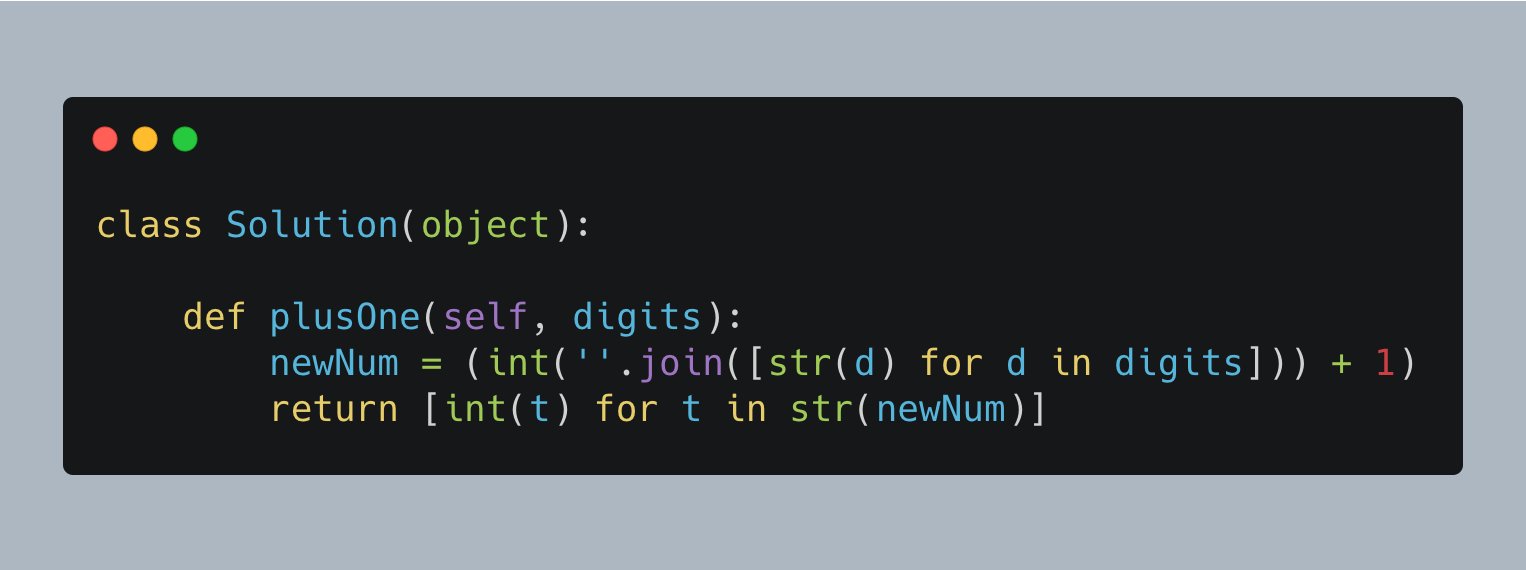 class Solution(object):
    def plusOne(self, digits):
        newNum = (int(''.join([str(d) for d in digits])) + 1)
        return [int(t) for t in str(newNum)]